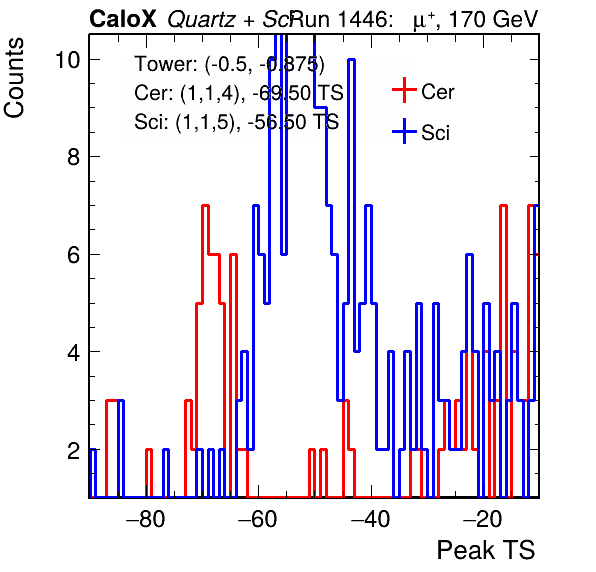 CaloX Quartz + Sci Run 1446: μ⁺, 170 GeV
Counts
Tower: (-0.5, -0.875)
Cer: (1,1,4), -69.50 TS
Sci: (1,1,5), -56.50 TS
Cer
Sci
10
8
6
4
2
−80 −60 −40 −20
Peak TS